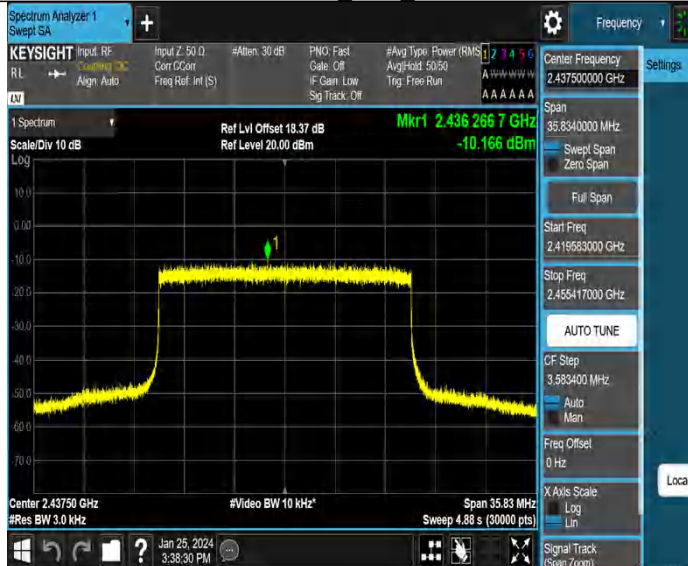 Spectrum Analyzer 1
Swept SA
+
Frequency
KEYSIGHT
RL
Input: RF
Coupling: DC
Align: Auto
Input Z: 50 Ω
Corr CCorr
Freq Ref: Int (S)
#Atten: 30 dB
PNO: Fast
Gate: Off
IF Gain: Low
Sig Track: Off
#Avg Type: Power (RMS
Avg|Hold: 50/50
Trig: Free Run
1 2 3 4 5 6
A W W W W W
A A A A A A
1 Spectrum
Scale/Div 10 dB
Log
Ref Lvl Offset 18.37 dB
Ref Level 20.00 dBm
Mkr1 2.436 266 7 GHz
-10.166 dBm
1
10.0
0.00
-10.0
-20.0
-30.0
-40.0
-50.0
-60.0
-70.0
Center 2.43750 GHz
#Res BW 3.0 kHz
#Video BW 10 kHz*
Span 35.83 MHz
Sweep 4.88 s (30000 pts)
?
Jan 25, 2024
3:38:30 PM
Settings
Center Frequency
2.437500000 GHz
Span
35.8340000 MHz
Swept Span
Zero Span
Full Span
Start Freq
2.419583000 GHz
Stop Freq
2.455417000 GHz
AUTO TUNE
CF Step
3.583400 MHz
Auto
Man
Freq Offset
0 Hz
X Axis Scale
Log
Lin
Signal Track
(Span Zoom)
Loca